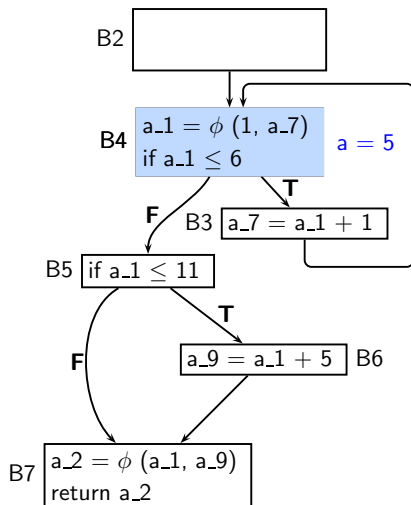 B2
B4
a_1 = ϕ (1, a_7)
if a_1 ≤ 6
a = 5
F
T
B3
a_7 = a_1 + 1
B5
if a_1 ≤ 11
F
T
a_9 = a_1 + 5
B6
B7
a_2 = ϕ (a_1, a_9)
return a_2